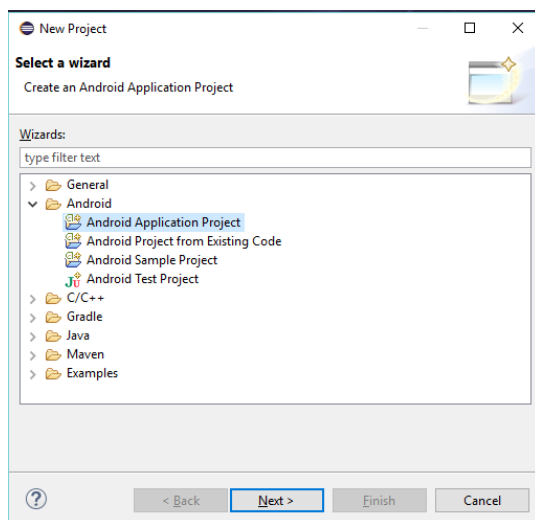 New Project
Select a wizard
Create an Android Application Project
Wizards:
type filter text
General
Android
Android Application Project
Android Project from Existing Code
Android Sample Project
Android Test Project
C/C++
Gradle
Java
Maven
Examples
? < Back Next > Finish Cancel